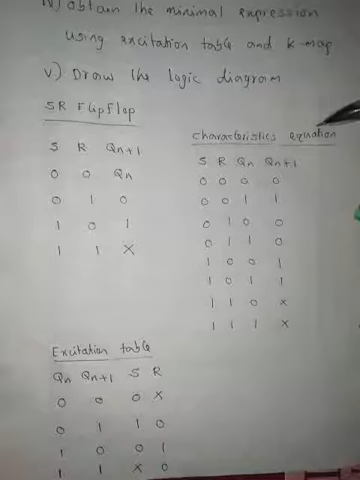 iv) obtain the minimal expression
using excitation table and k-map
v) Draw the logic diagram
SR FlipFlop
S R Qn+1
0 0 Qn
0 1 0
1 0 1
1 1 X
characteristics equation
S R Qn Qn+1
0 0 0 0
0 0 1 1
0 1 0 0
0 1 1 0
1 0 0 1
1 0 1 1
1 1 0 x
1 1 1 x
Excitation table
Qn Qn+1 S R
0 0 0 X
0 1 1 0
1 0 0 1
1 1 X 0